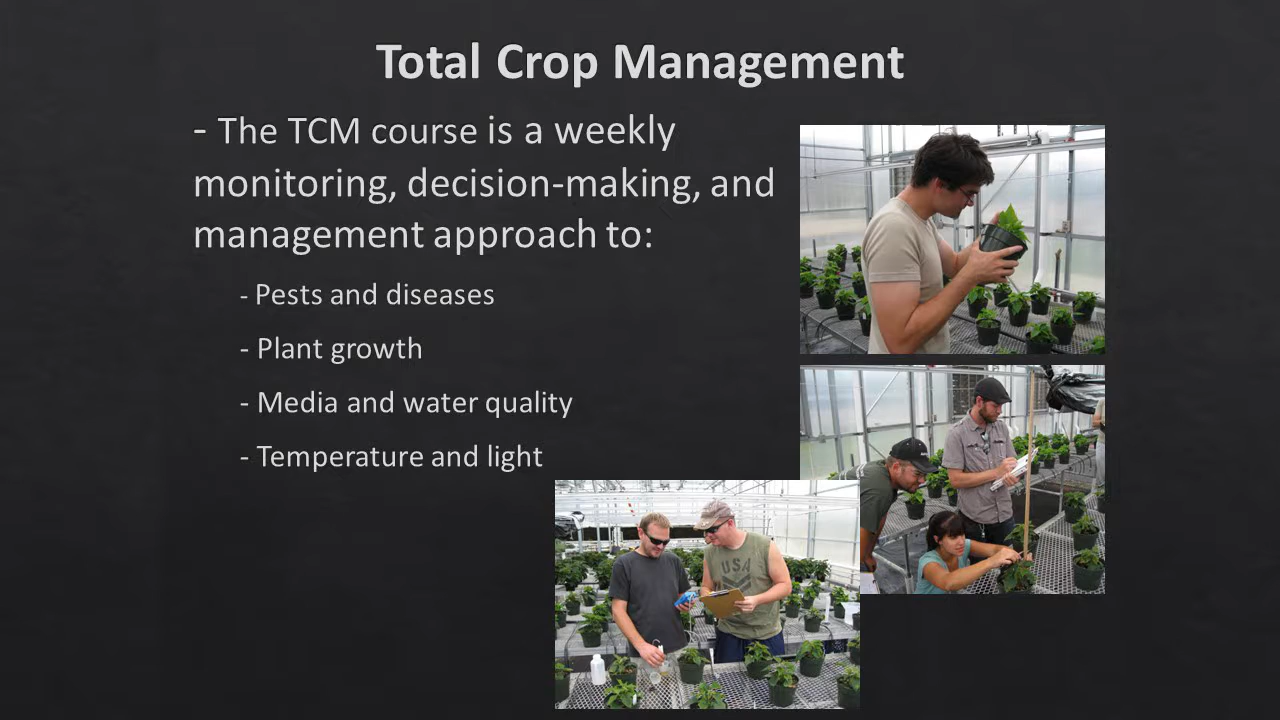 Total Crop Management
- The TCM course is a weekly
monitoring, decision-making, and
management approach to:
- Pests and diseases
- Plant growth
- Media and water quality
- Temperature and light
USA